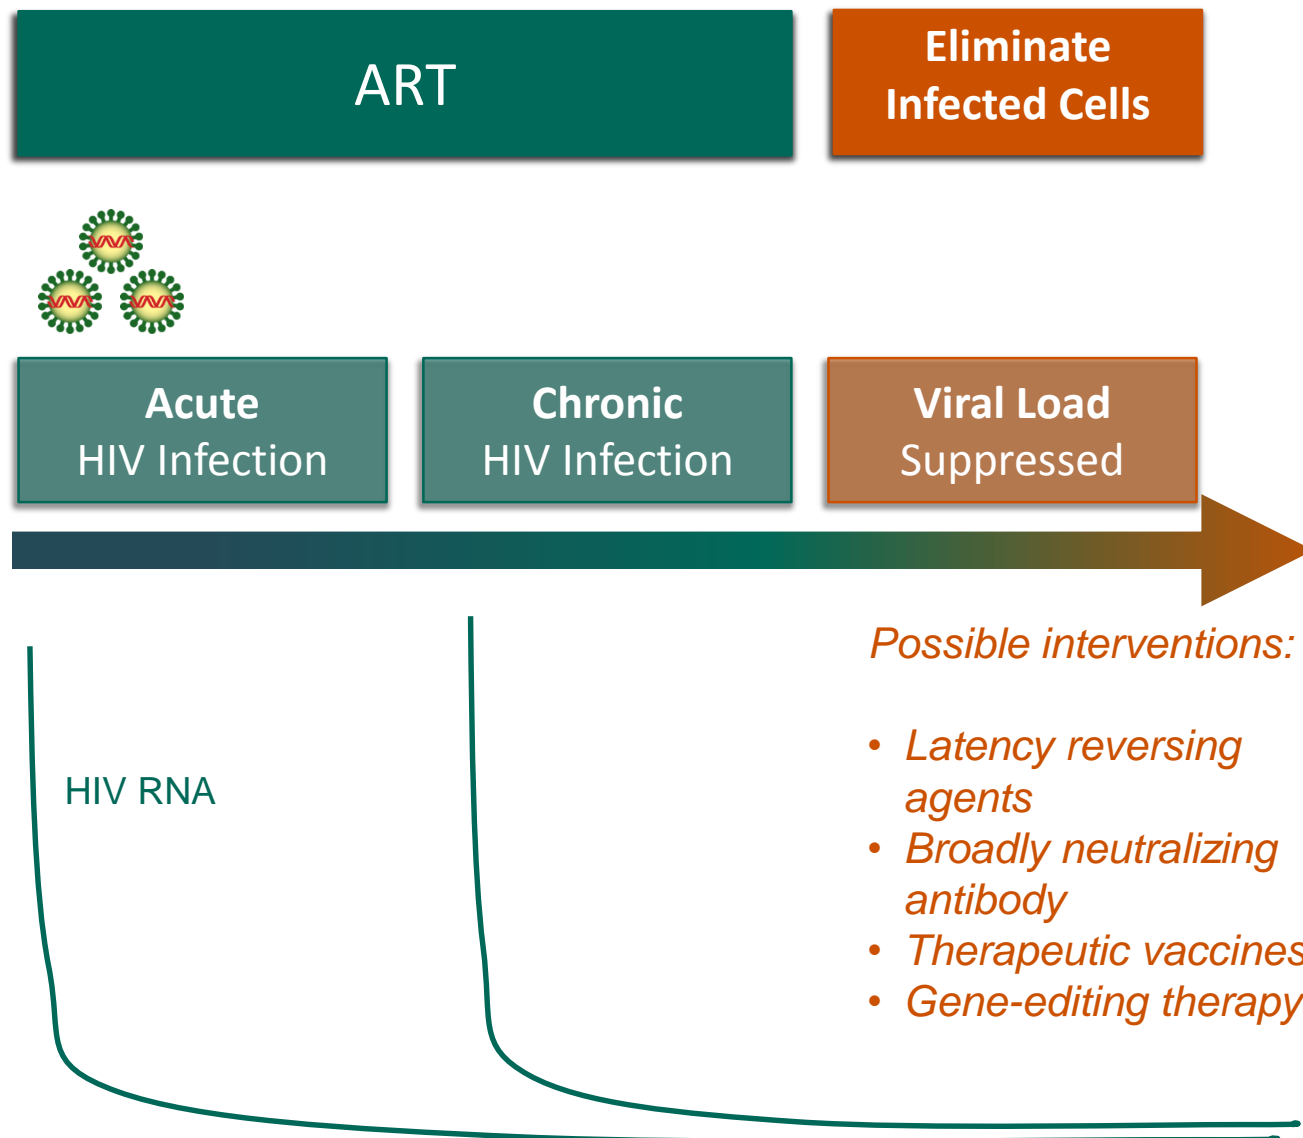 ART
Eliminate
Infected Cells
Acute
HIV Infection
Chronic
HIV Infection
Viral Load
Suppressed
Possible interventions:
• Latency reversing
agents
• Broadly neutralizing
antibody
• Therapeutic vaccines
• Gene-editing therapy
HIV RNA